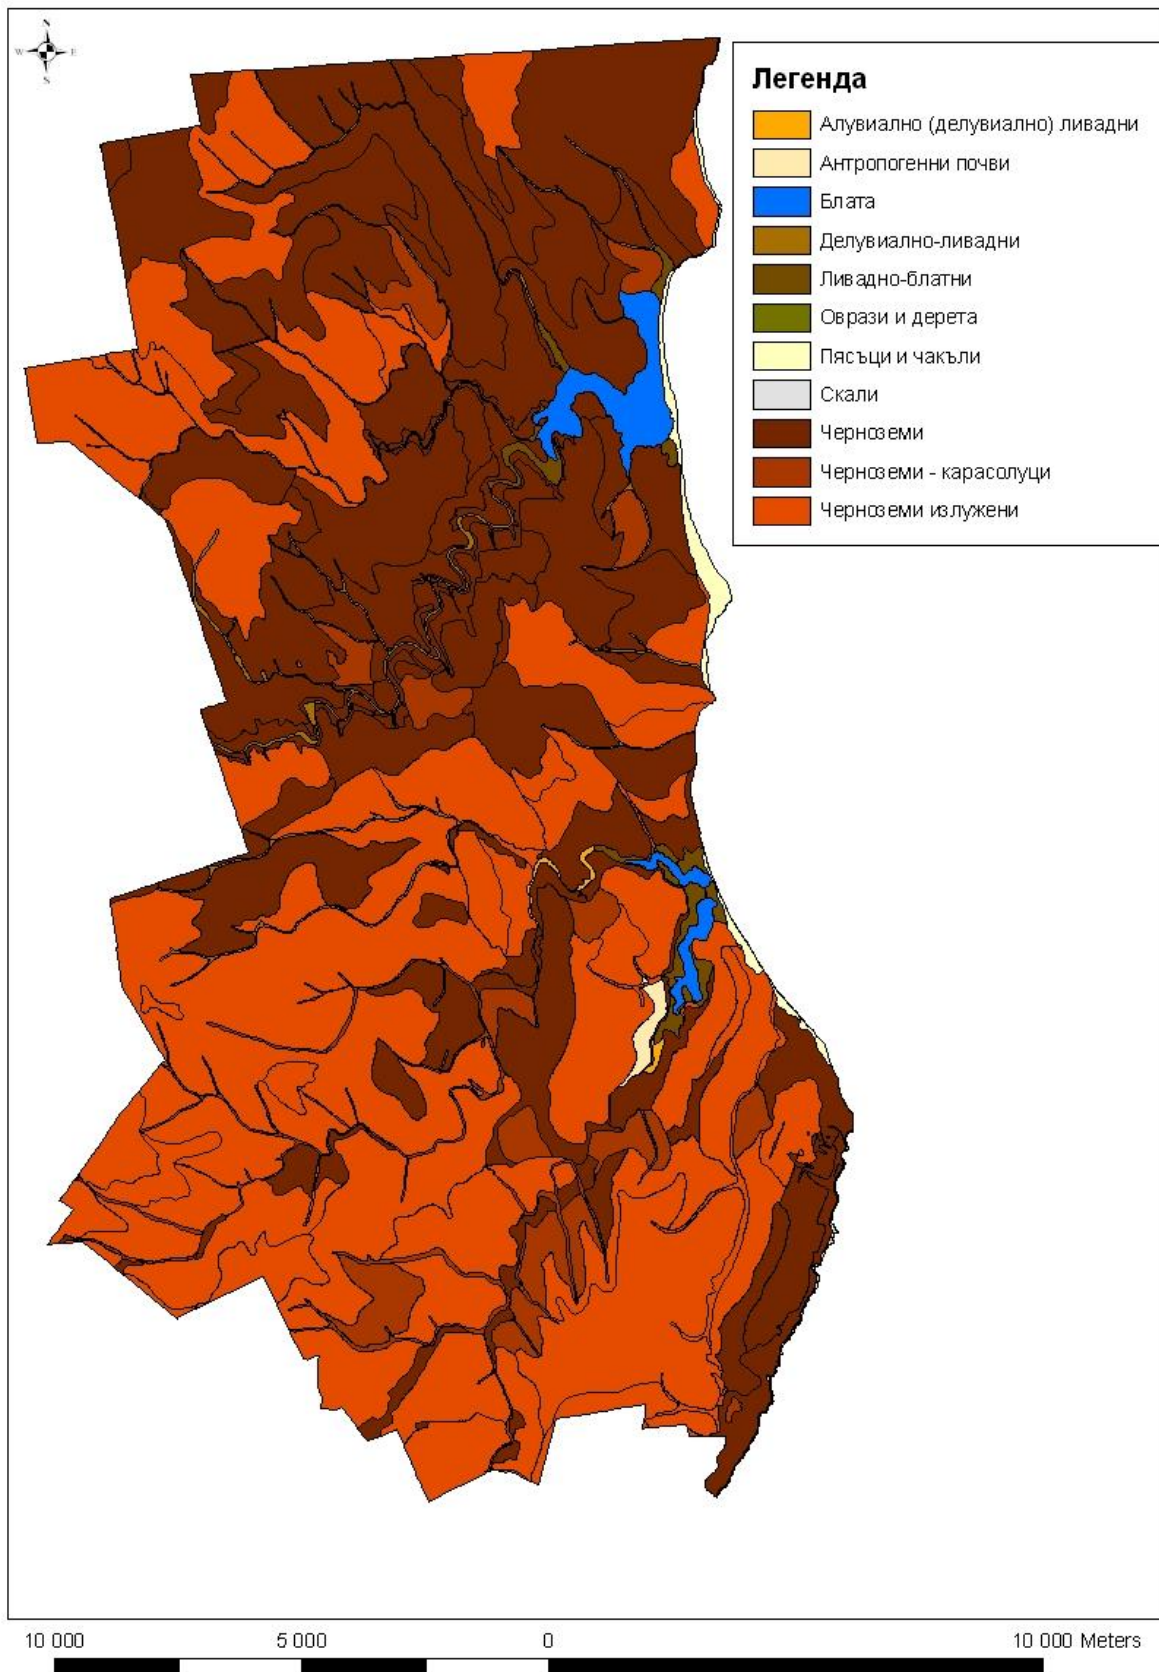 N
W E
S
Легенда
Алувиално (делувиално) ливадни
Антропогенни почви
Блата
Делувиално-ливадни
Ливадно-блатни
Оврази и дерета
Пясъци и чакъли
Скали
Черноземи
Черноземи - карасолуци
Черноземи излужени
10 000 5 000 0 10 000 Meters